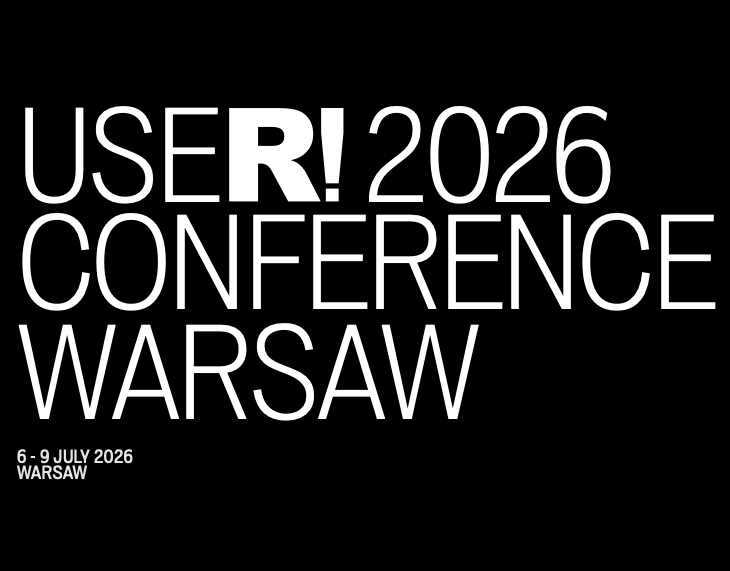 USER! 2026
CONFERENCE
WARSAW
6 - 9 JULY 2026
WARSAW